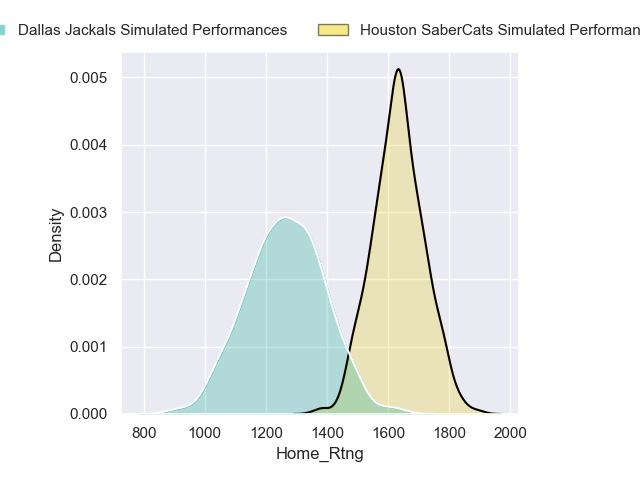 Dallas Jackals Simulated Performances Houston SaberCats Simulated Performan
0.005
0.004
0.003
0.002
0.001
0.000
Density
800 1000 1200 1400 1600 1800 2000
Home_Rtng